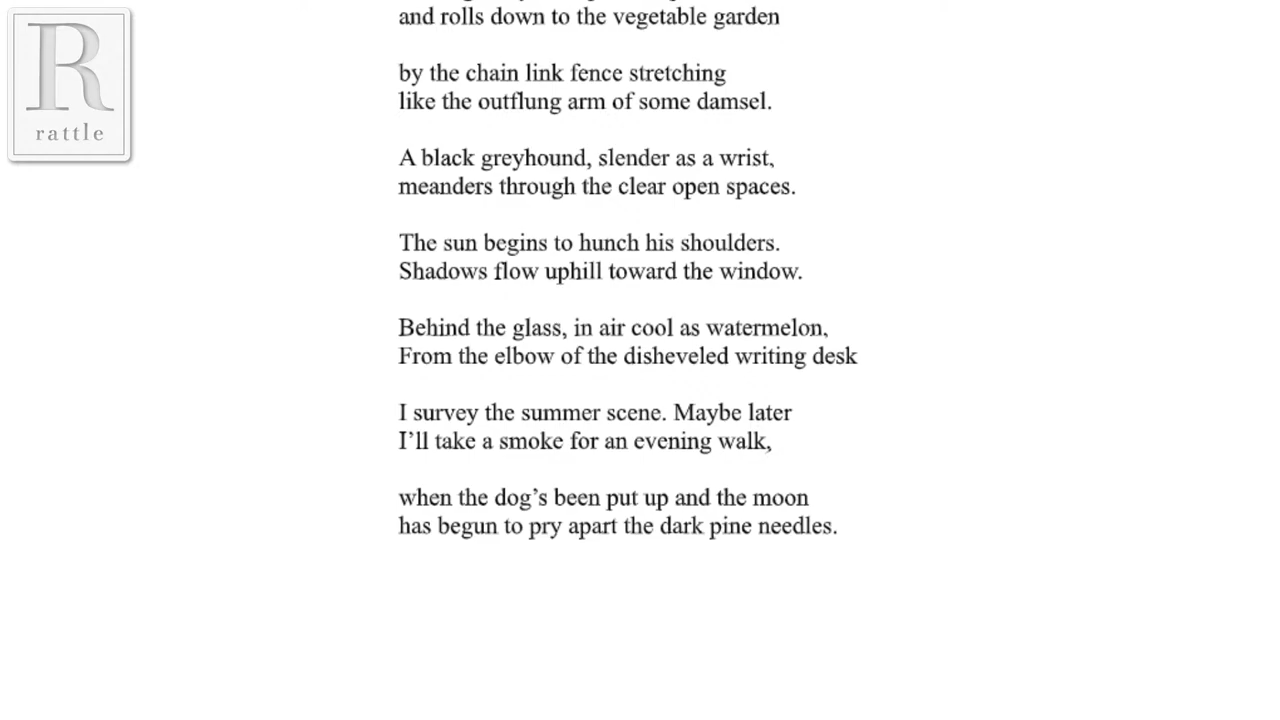 R
rattle
and rolls down to the vegetable garden
by the chain link fence stretching
like the outflung arm of some damsel.
A black greyhound, slender as a wrist,
meanders through the clear open spaces.
The sun begins to hunch his shoulders.
Shadows flow uphill toward the window.
Behind the glass, in air cool as watermelon,
From the elbow of the disheveled writing desk
I survey the summer scene. Maybe later
I’ll take a smoke for an evening walk,
when the dog’s been put up and the moon
has begun to pry apart the dark pine needles.